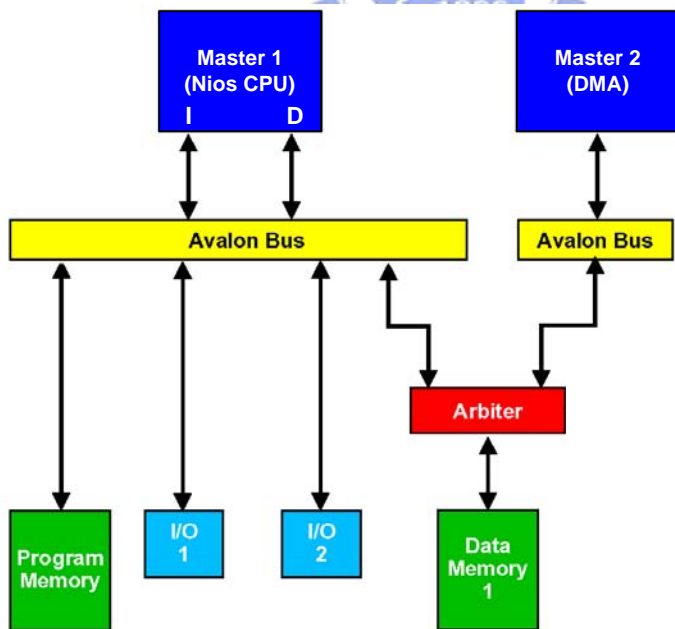 Master 1
(Nios CPU)
I D
Master 2
(DMA)
Avalon Bus
Avalon Bus
Arbiter
Program
Memory
I/O
1
I/O
2
Data
Memory
1